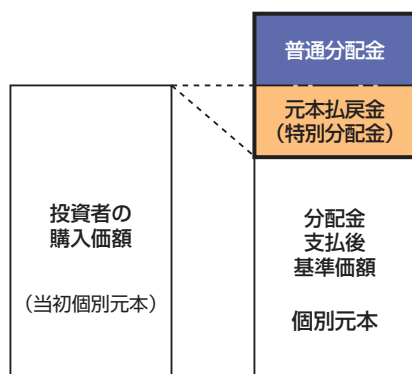 普通分配金
元本払戻金
（特別分配金）
投資者の
購入価額
（当初個別元本）
分配金
支払後
基準価額
個別元本